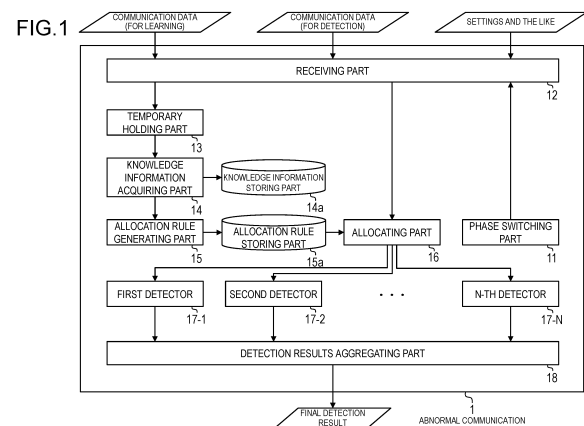 FIG.1
COMMUNICATION DATA
(FOR LEARNING)
COMMUNICATION DATA
(FOR DETECTION)
SETTINGS AND THE LIKE
RECEIVING PART
12
TEMPORARY
HOLDING PART
13
KNOWLEDGE
INFORMATION
ACQUIRING PART
14
KNOWLEDGE INFORMATION
STORING PART
14a
ALLOCATION RULE
GENERATING PART
15
ALLOCATION RULE
STORING PART
15a
ALLOCATING PART
16
PHASE SWITCHING
PART
11
FIRST DETECTOR
17-1
SECOND DETECTOR
17-2
. . .
N-TH DETECTOR
17-N
DETECTION RESULTS AGGREGATING PART
18
1
FINAL DETECTION
RESULT
ABNORMAL COMMUNICATION